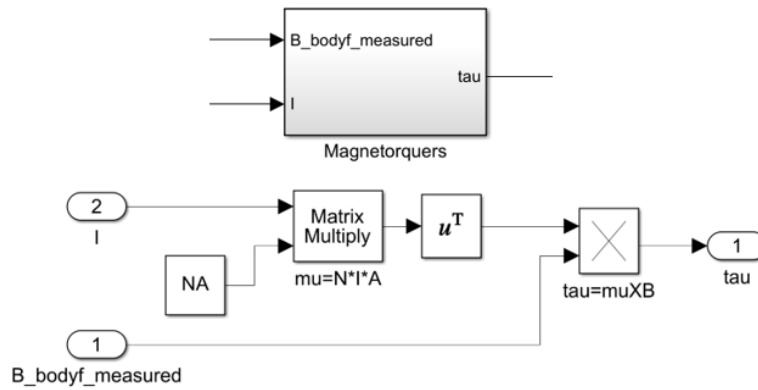 B_bodyf_measured
tau
I
Magnetorquers
2
I
Matrix
Multiply
mu=N*I*A
NA
u^T
tau=muXB
1
tau
1
B_bodyf_measured